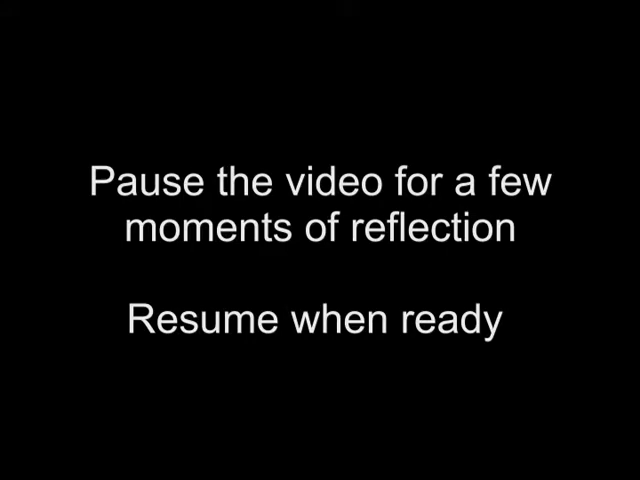 Pause the video for a few
moments of reflection
Resume when ready